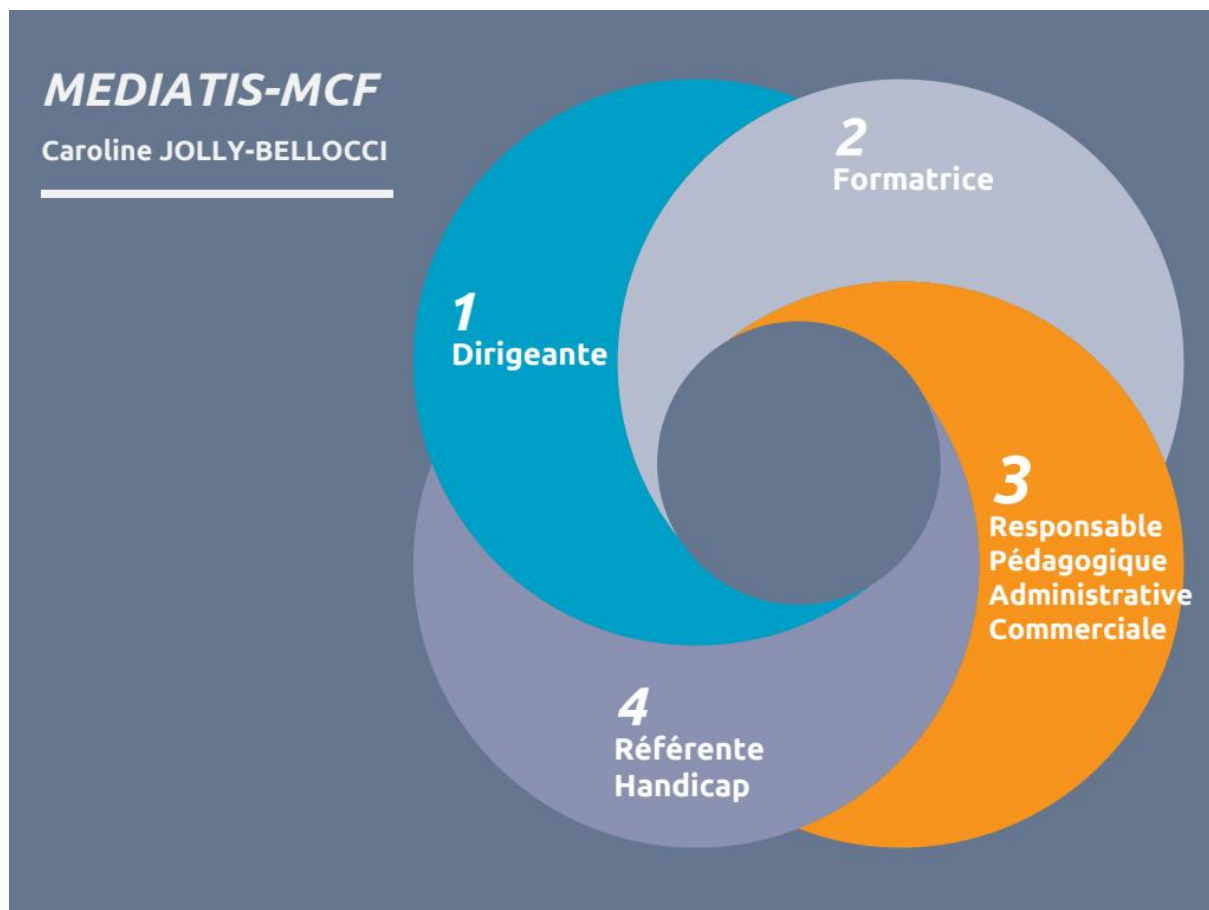 MEDIATIS-MCF
Caroline JOLLY-BELLOCCI
1
Dirigeante
2
Formatrice
3
Responsable
Pédagogique
Administrative
Commerciale
4
Référente
Handicap